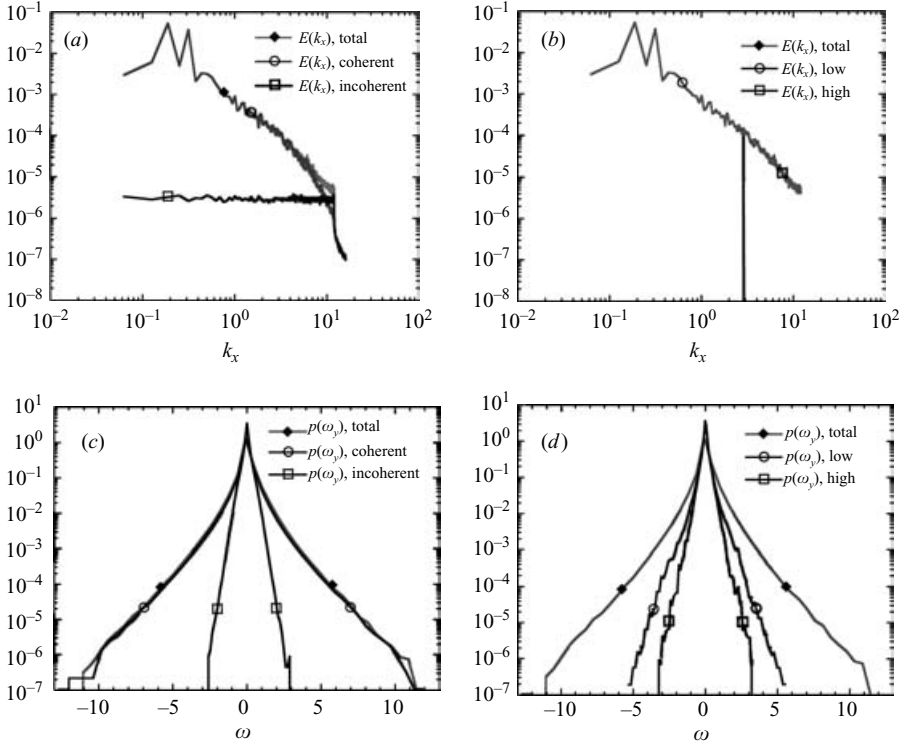 10^{-1}
10^{-2}
10^{-3}
10^{-4}
10^{-5}
10^{-6}
10^{-7}
10^{-8}
(a)
E(k_x), total
E(k_x), coherent
E(k_x), incoherent
10^{-2} 10^{-1} 10^{0} 10^{1} 10^{2}
k_x
10^{-1}
10^{-2}
10^{-3}
10^{-4}
10^{-5}
10^{-6}
10^{-7}
10^{-8}
(b)
E(k_x), total
E(k_x), low
E(k_x), high
10^{-2} 10^{-1} 10^{0} 10^{1} 10^{2}
k_x
10^{1}
10^{0}
10^{-1}
10^{-2}
10^{-3}
10^{-4}
10^{-5}
10^{-6}
10^{-7}
(c)
p(ω_y), total
p(ω_y), coherent
p(ω_y), incoherent
−10 −5 0 5 10
ω
10^{1}
10^{0}
10^{-1}
10^{-2}
10^{-3}
10^{-4}
10^{-5}
10^{-6}
10^{-7}
(d)
p(ω_y), total
p(ω_y), low
p(ω_y), high
−10 −5 0 5 10
ω